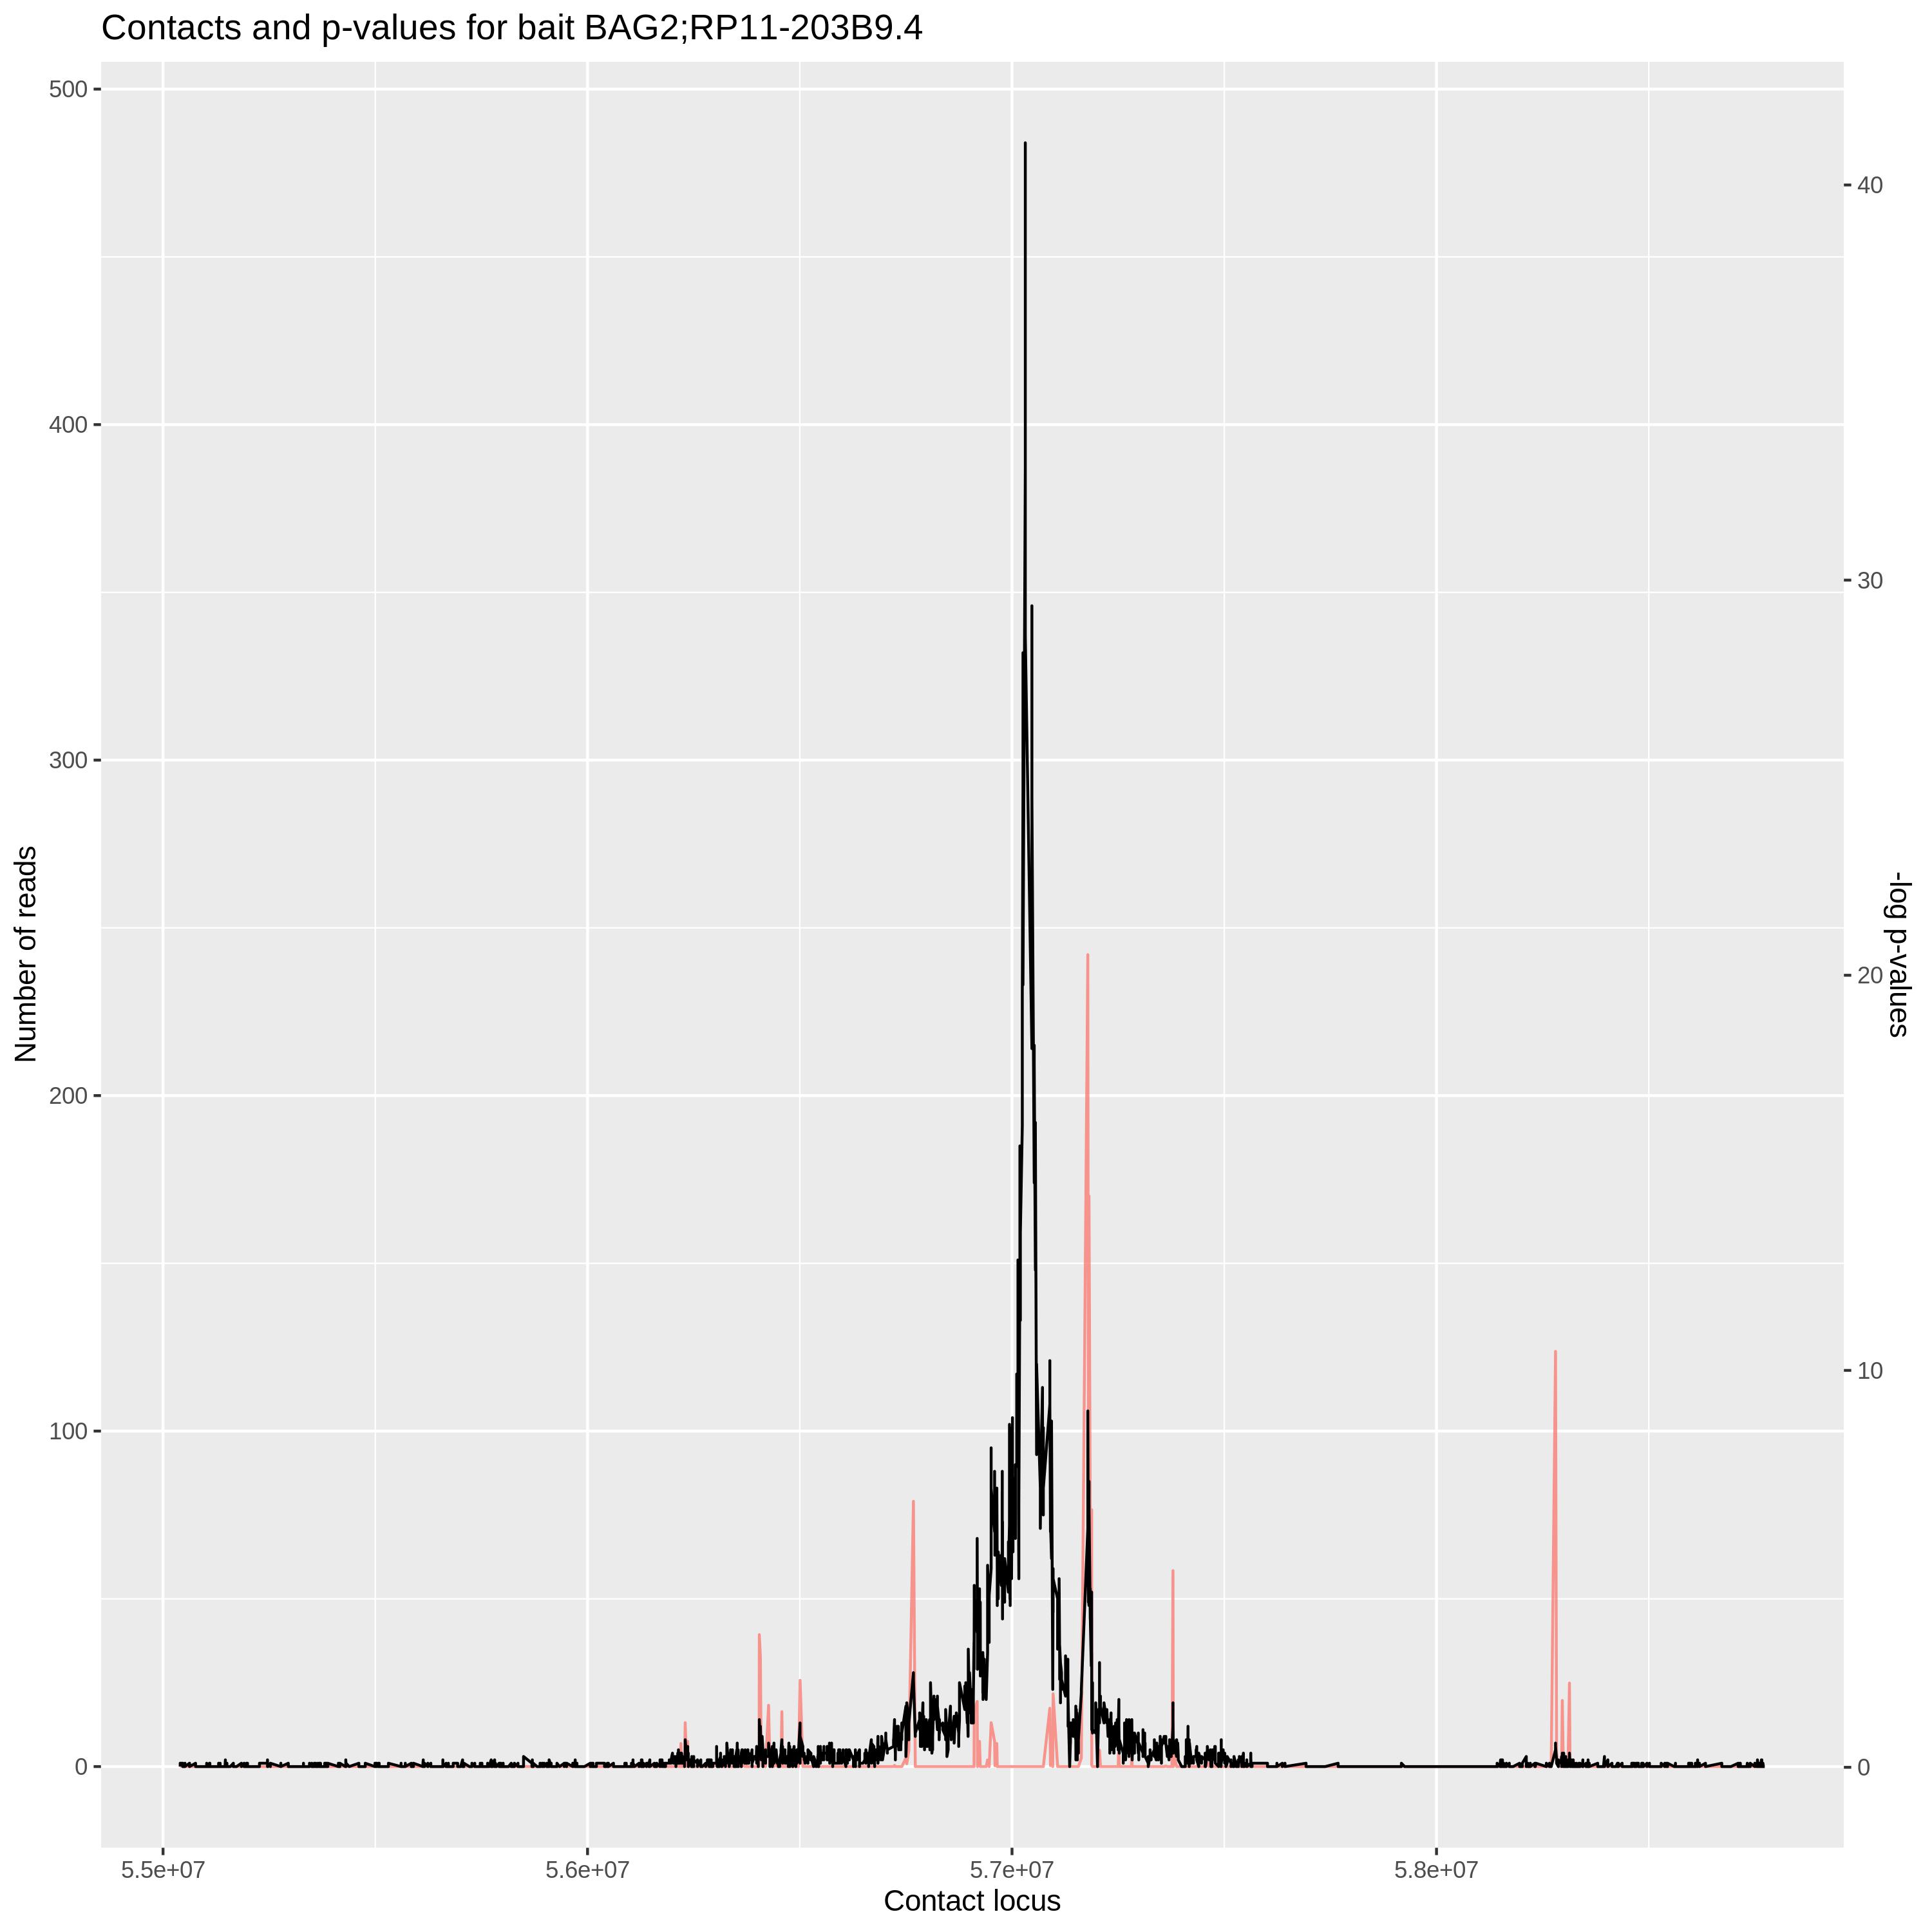 Contacts and p-values for bait BAG2;RP11-203B9.4
500
400
300
200
100
0
Number of reads
40
30
20
10
0
-log p-values
5.5e+07
5.6e+07
5.7e+07
5.8e+07
Contact locus